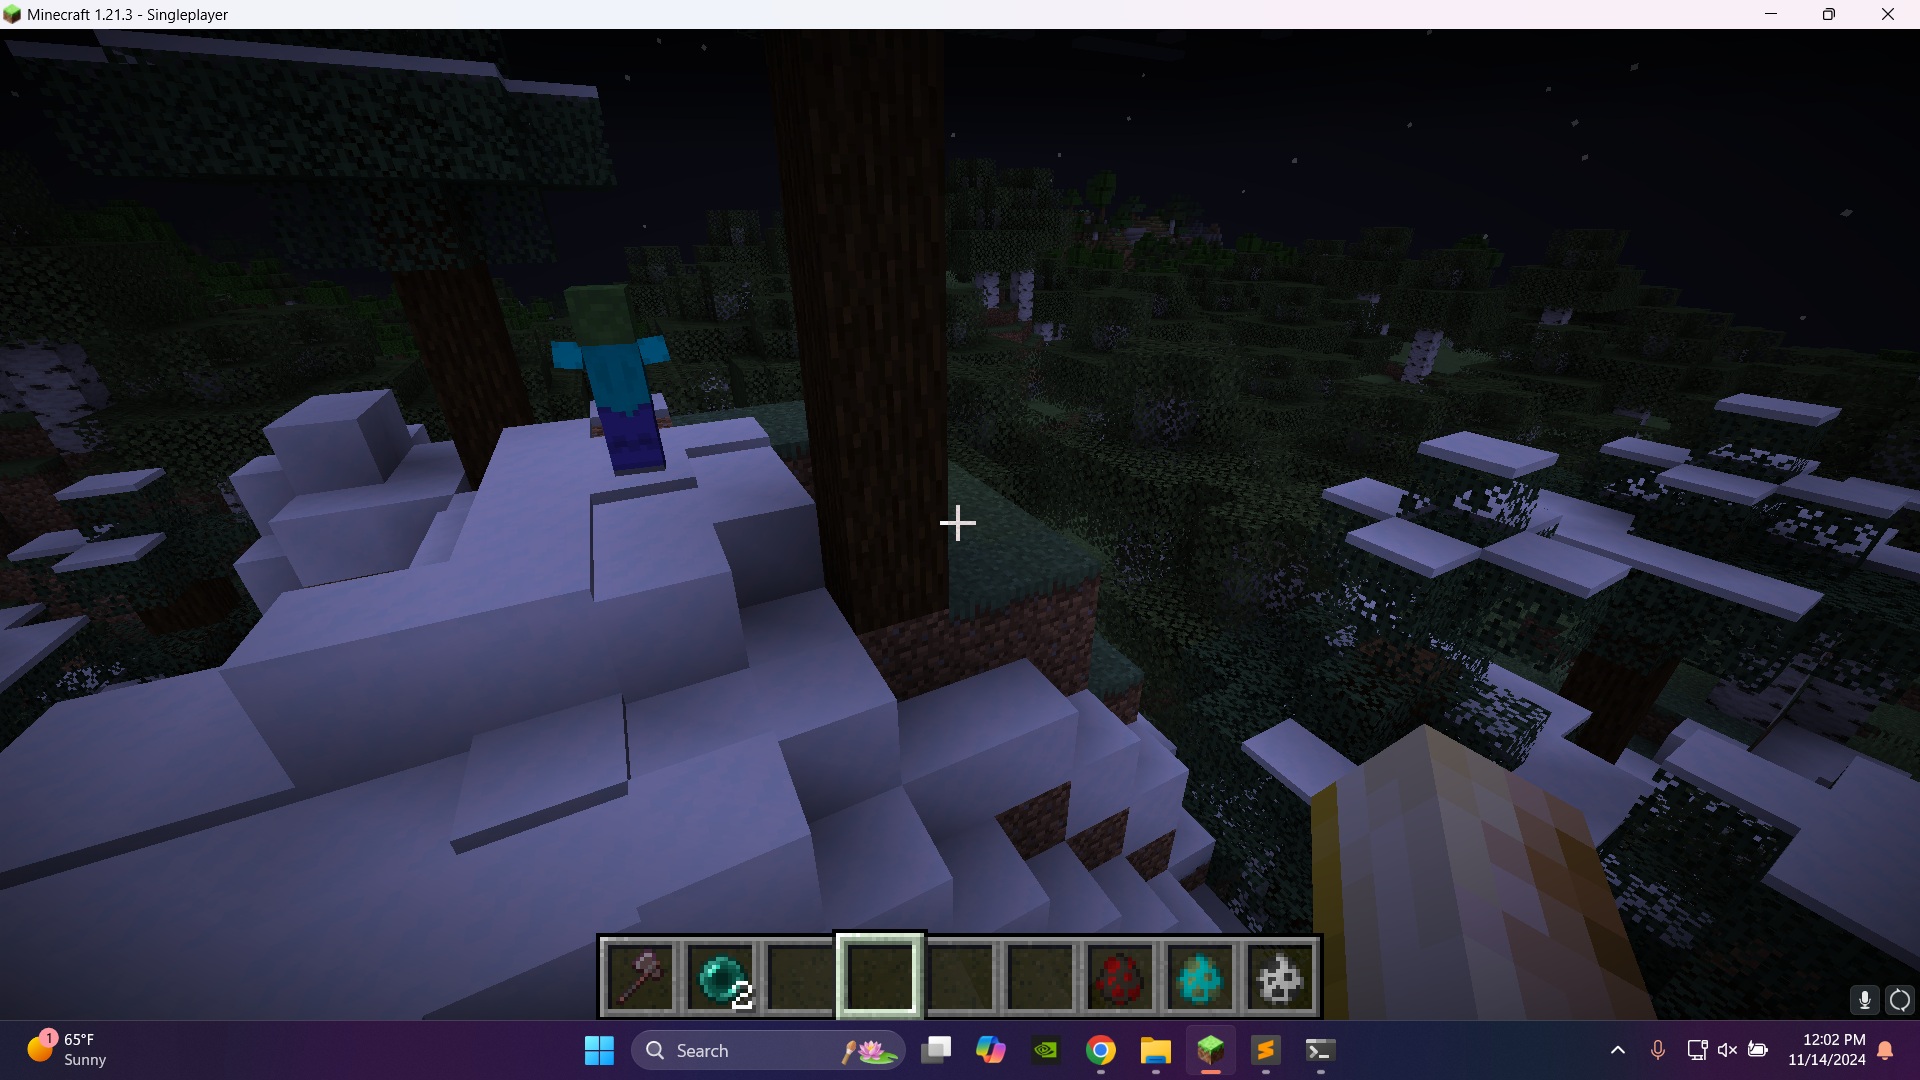 Minecraft 1.21.3 - Singleplayer
2
1
65°F
Sunny
Search
12:02 PM
11/14/2024